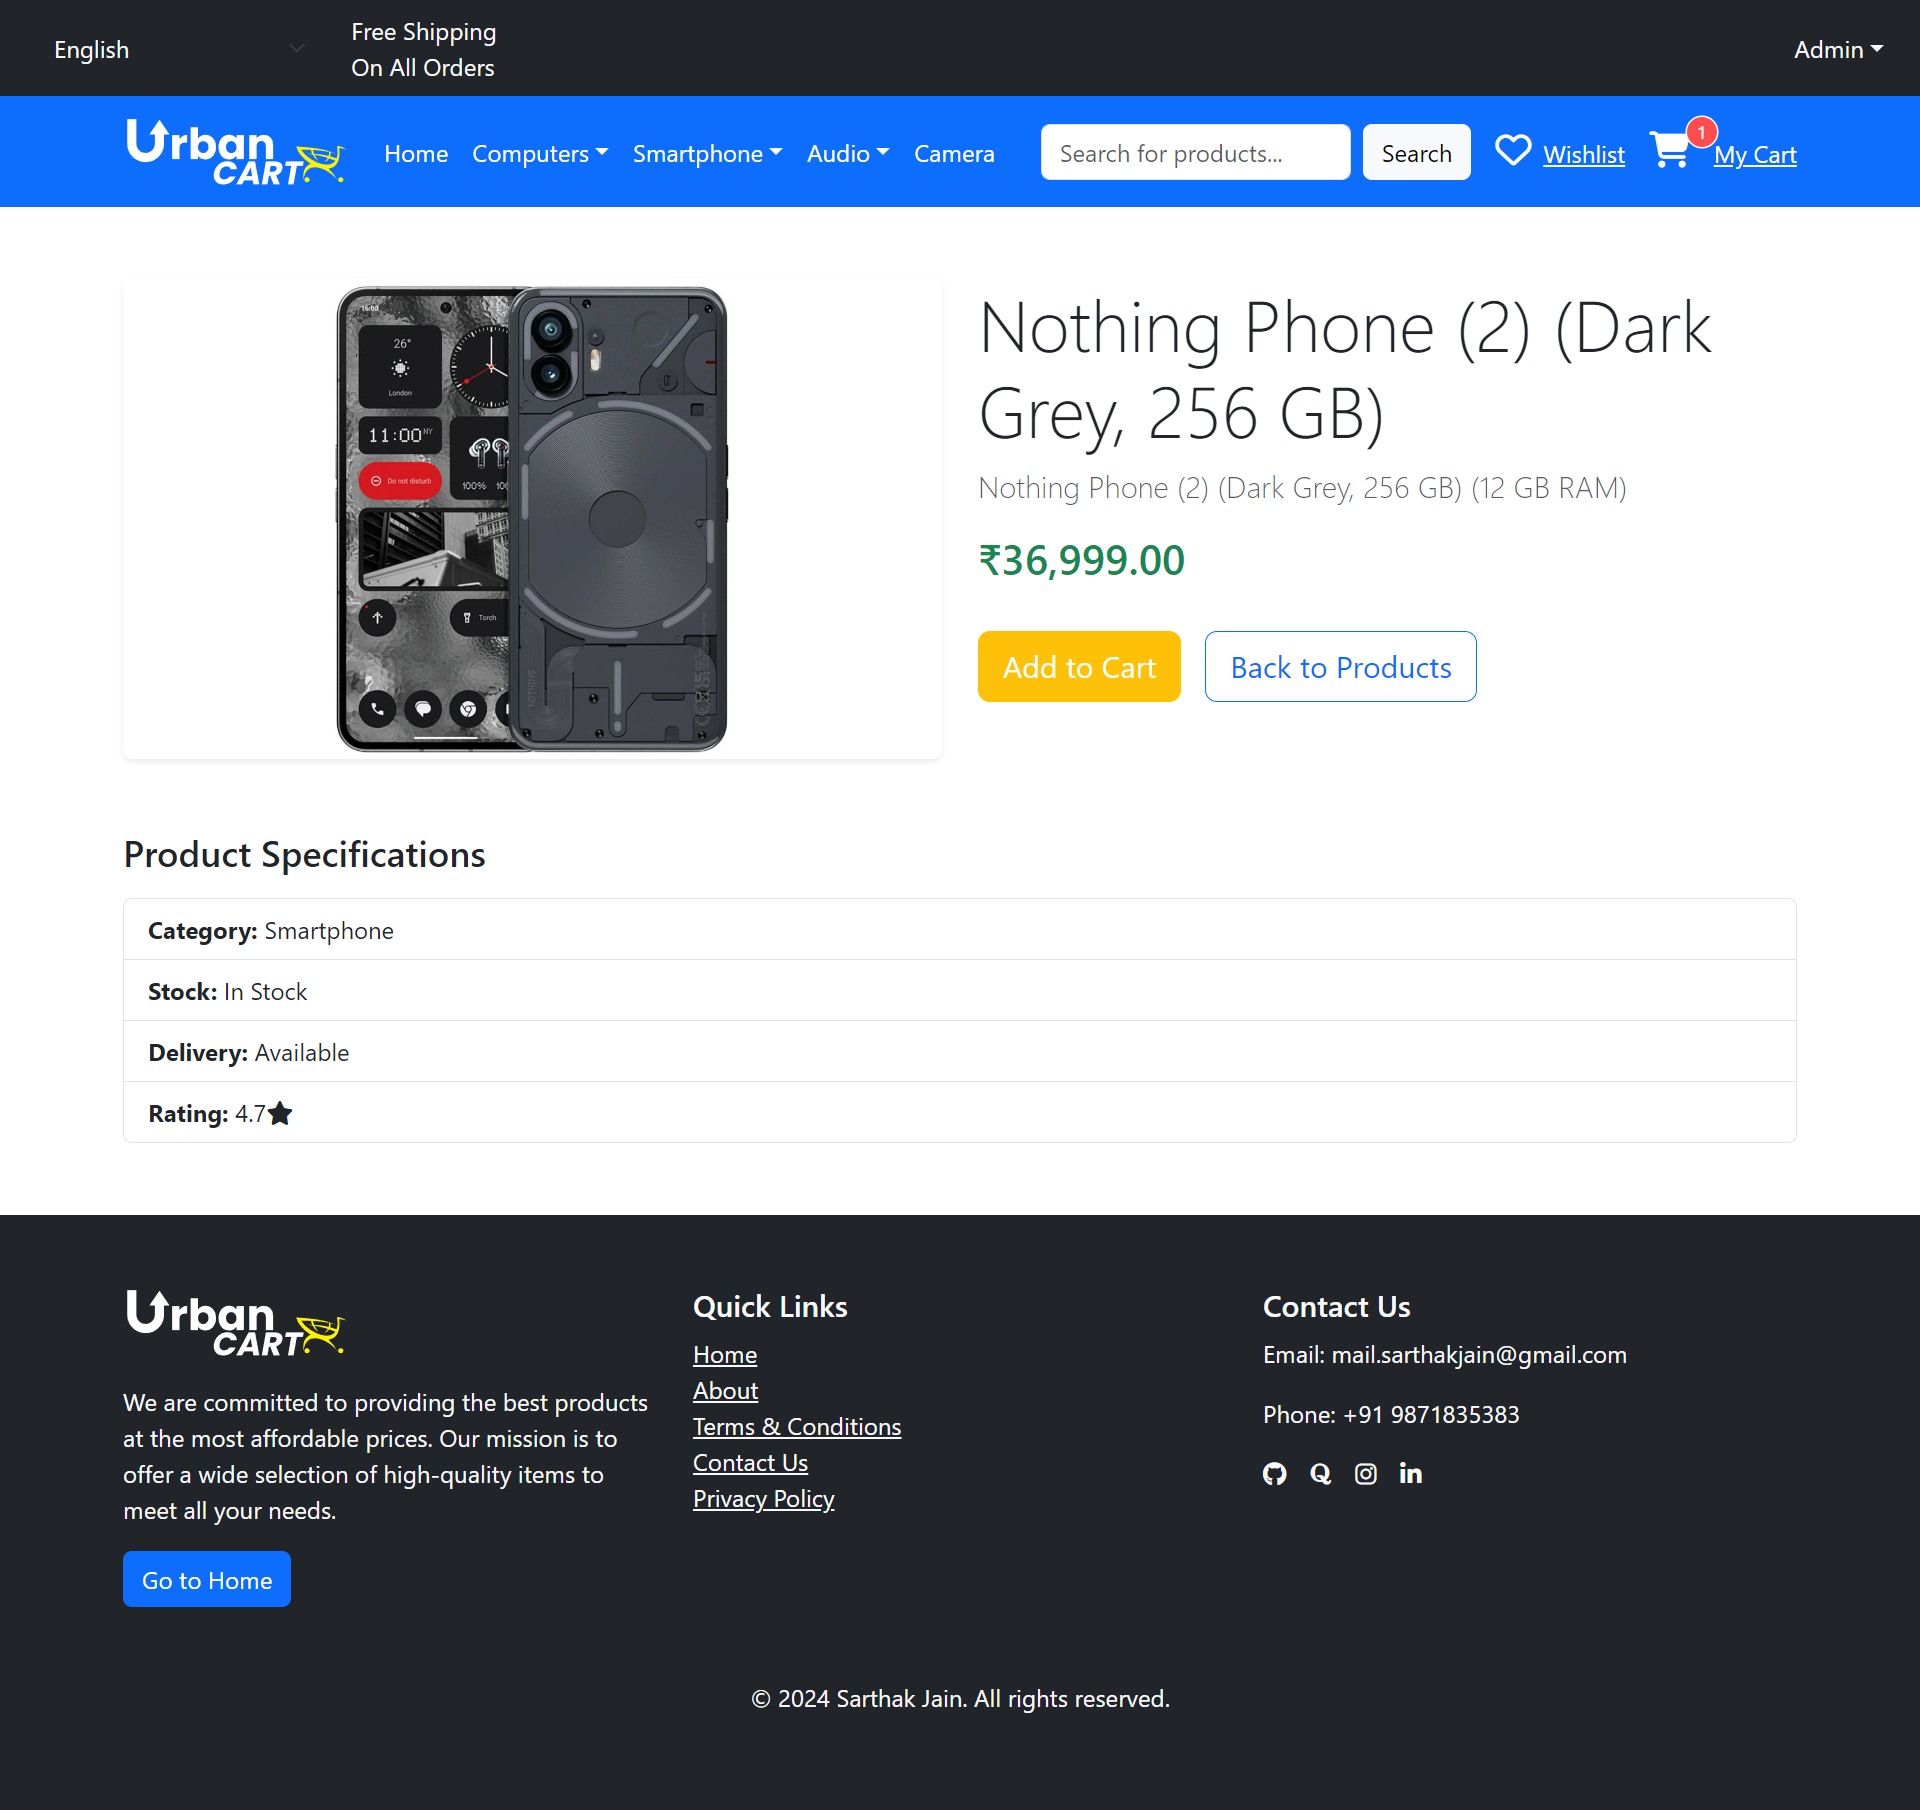 English
Free Shipping
On All Orders
Admin
Urban
CART
Home
Computers
Smartphone
Audio
Camera
Search for products...
Search
Wishlist
1
My Cart
16:00
26°
London
11:00 NY
Do not disturb
100%
Torch
NOTHING
Nothing Phone (2) (Dark
Grey, 256 GB)
Nothing Phone (2) (Dark Grey, 256 GB) (12 GB RAM)
₹36,999.00
Add to Cart
Back to Products
Product Specifications
Category: Smartphone
Stock: In Stock
Delivery: Available
Rating: 4.7
Urban
CART
We are committed to providing the best products
at the most affordable prices. Our mission is to
offer a wide selection of high-quality items to
meet all your needs.
Go to Home
Quick Links
Home
About
Terms & Conditions
Contact Us
Privacy Policy
Contact Us
Email: mail.sarthakjain@gmail.com
Phone: +91 9871835383
© 2024 Sarthak Jain. All rights reserved.